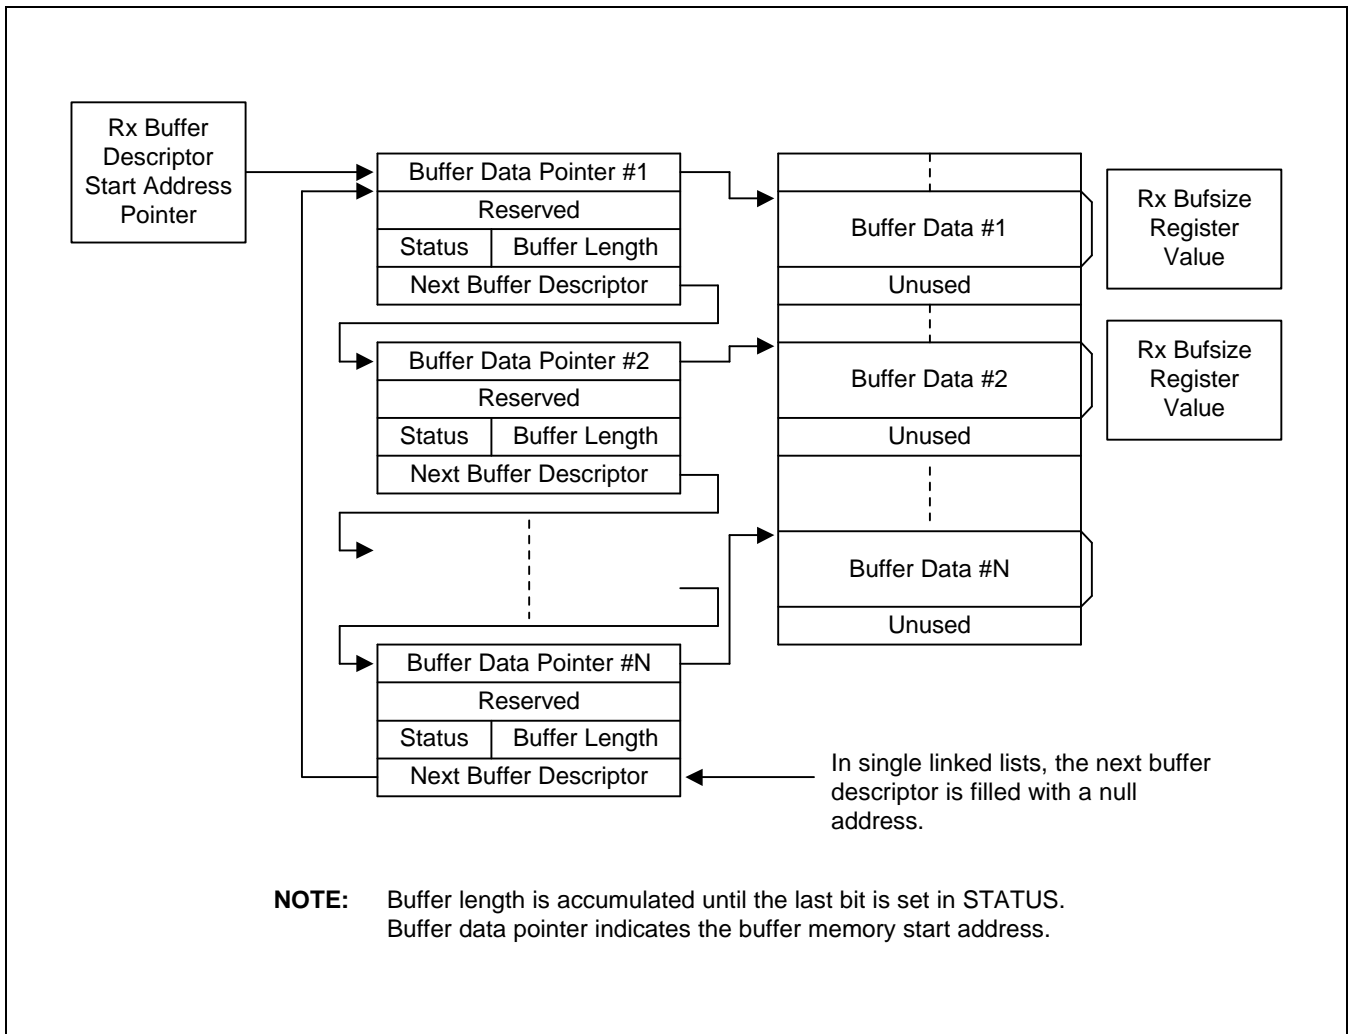 Rx Buffer
Descriptor
Start Address
Pointer
Buffer Data Pointer #1
Reserved
Status Buffer Length
Next Buffer Descriptor
Buffer Data Pointer #2
Reserved
Status Buffer Length
Next Buffer Descriptor
Buffer Data Pointer #N
Reserved
Status Buffer Length
Next Buffer Descriptor
Buffer Data #1
Unused
Buffer Data #2
Unused
Buffer Data #N
Unused
Rx Bufsize
Register
Value
Rx Bufsize
Register
Value
In single linked lists, the next buffer
descriptor is filled with a null
address.
NOTE: Buffer length is accumulated until the last bit is set in STATUS.
Buffer data pointer indicates the buffer memory start address.